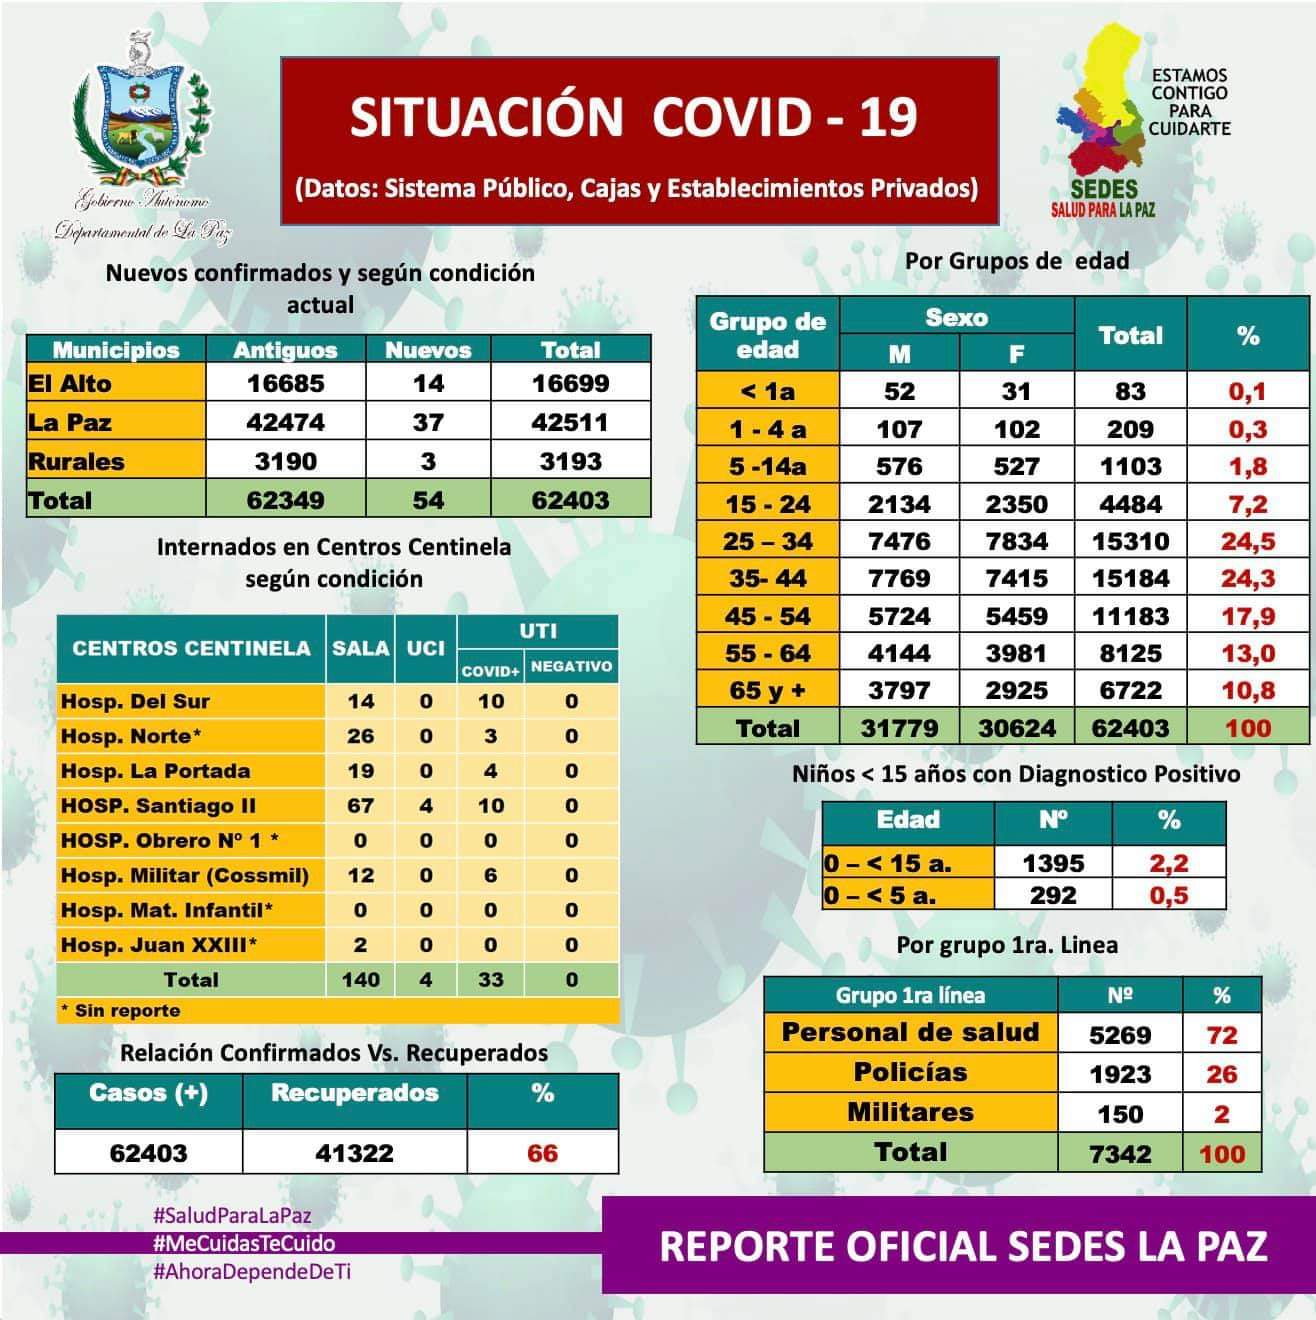 Gobierno Autónomo
Departamental de La Paz
SITUACIÓN COVID - 19
(Datos: Sistema Público, Cajas y Establecimientos Privados)
ESTAMOS
CONTIGO
PARA
CUIDARTE
SEDES
SALUD PARA LA PAZ
Nuevos confirmados y según condición
actual
Municipios Antiguos Nuevos Total
El Alto 16685 14 16699
La Paz 42474 37 42511
Rurales 3190 3 3193
Total 62349 54 62403
Internados en Centros Centinela
según condición
CENTROS CENTINELA SALA UCI UTI
COVID+ NEGATIVO
Hosp. Del Sur 14 0 10 0
Hosp. Norte* 26 0 3 0
Hosp. La Portada 19 0 4 0
HOSP. Santiago II 67 4 10 0
HOSP. Obrero Nº 1 * 0 0 0 0
Hosp. Militar (Cossmil) 12 0 6 0
Hosp. Mat. Infantil* 0 0 0 0
Hosp. Juan XXIII* 2 0 0 0
Total 140 4 33 0
* Sin reporte
Relación Confirmados Vs. Recuperados
Casos (+) Recuperados %
62403 41322 66
Por Grupos de edad
Grupo de edad Sexo Total %
M F
< 1a 52 31 83 0,1
1 - 4 a 107 102 209 0,3
5 -14a 576 527 1103 1,8
15 - 24 2134 2350 4484 7,2
25 – 34 7476 7834 15310 24,5
35- 44 7769 7415 15184 24,3
45 - 54 5724 5459 11183 17,9
55 - 64 4144 3981 8125 13,0
65 y + 3797 2925 6722 10,8
Total 31779 30624 62403 100
Niños < 15 años con Diagnostico Positivo
Edad Nº %
0 – < 15 a. 1395 2,2
0 – < 5 a. 292 0,5
Por grupo 1ra. Linea
Grupo 1ra línea Nº %
Personal de salud 5269 72
Policías 1923 26
Militares 150 2
Total 7342 100
#SaludParaLaPaz
#MeCuidasTeCuido
#AhoraDependeDeTi
REPORTE OFICIAL SEDES LA PAZ